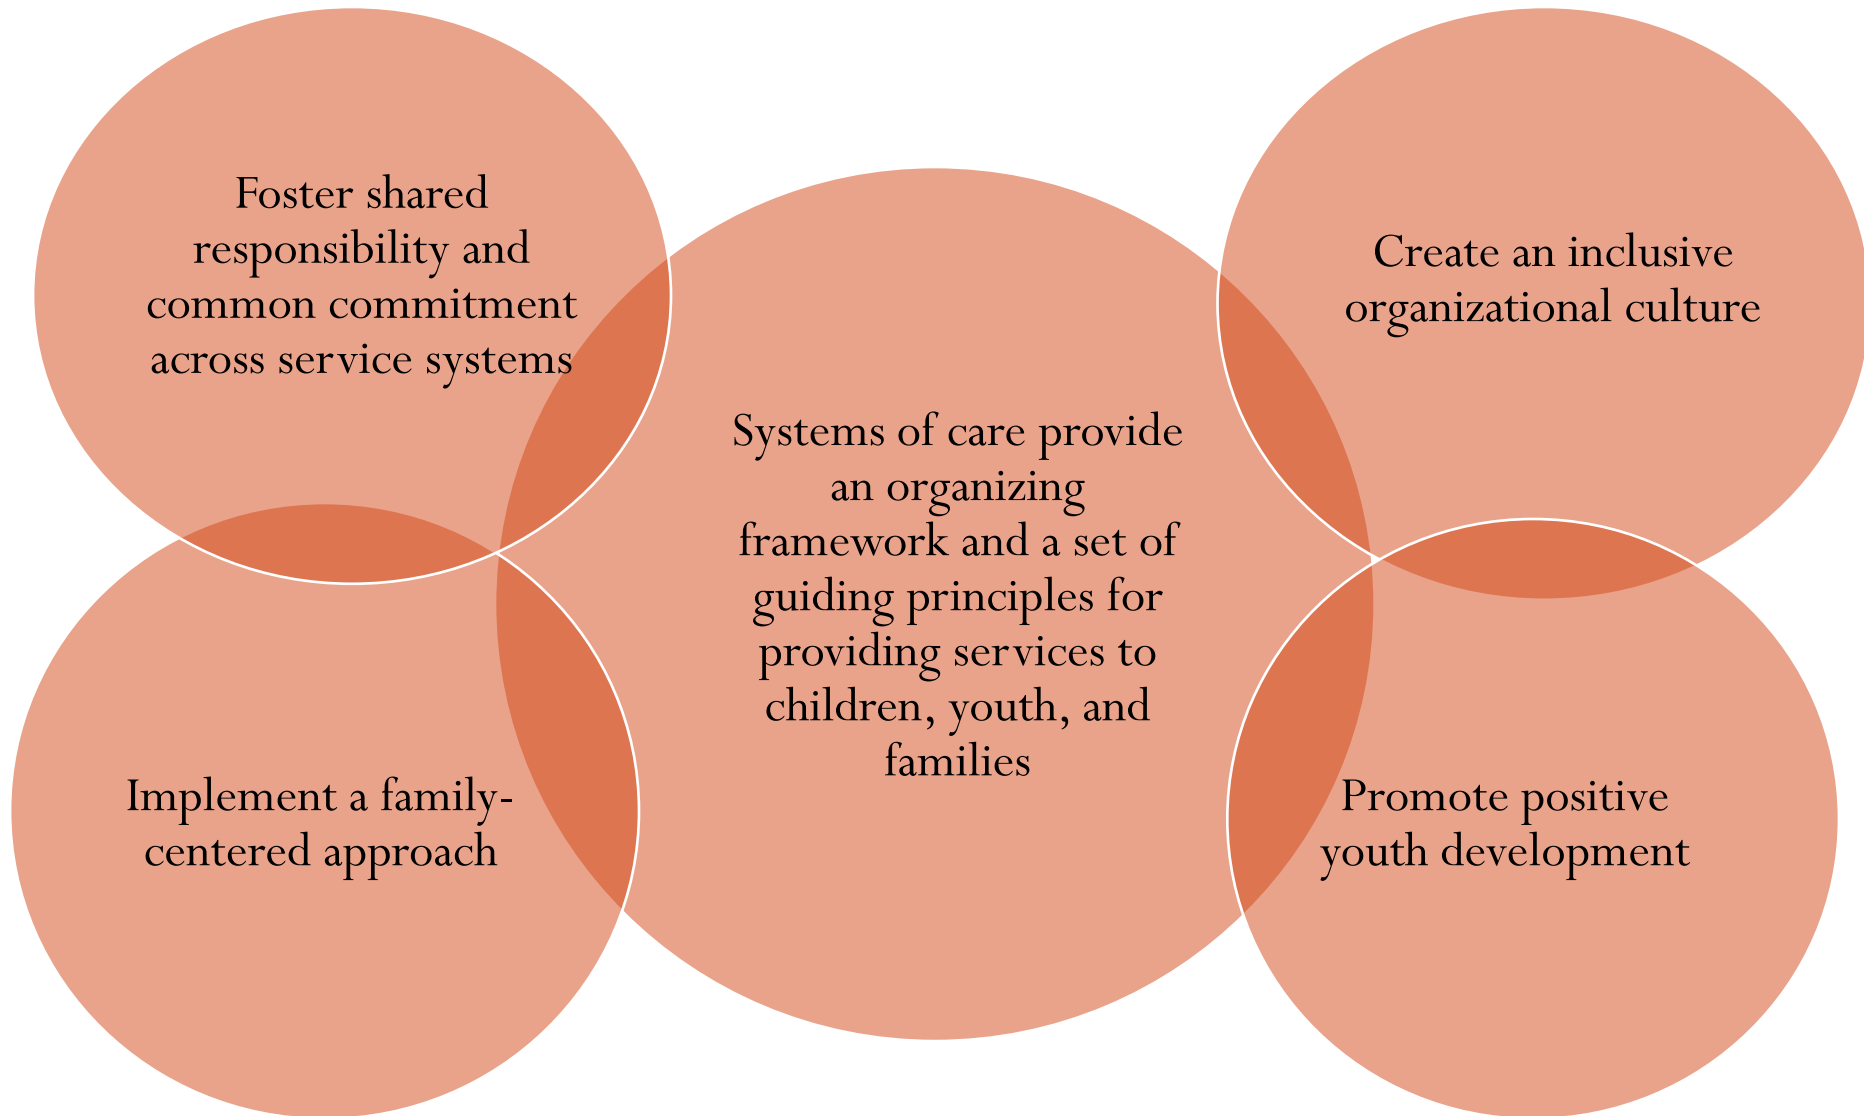 Foster shared
responsibility and
common commitment
across service systems
Create an inclusive
organizational culture
Systems of care provide
an organizing
framework and a set of
guiding principles for
providing services to
children, youth, and
families
Implement a family-
centered approach
Promote positive
youth development